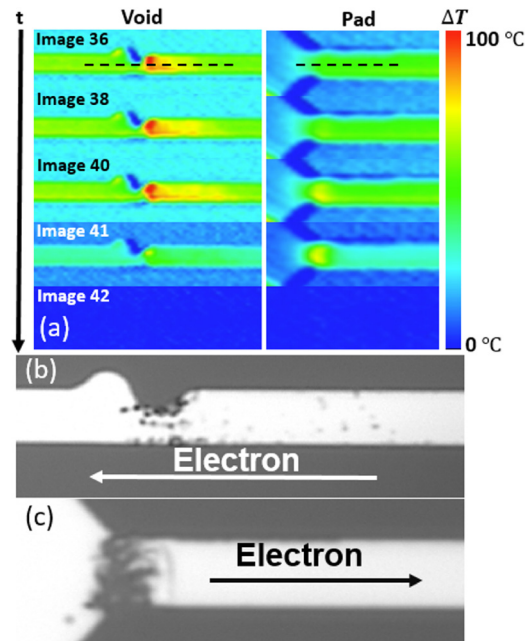 t
Void
Pad
ΔT
Image 36
100 °C
Image 38
Image 40
Image 41
Image 42
0 °C
(a)
(b)
Electron
(c)
Electron